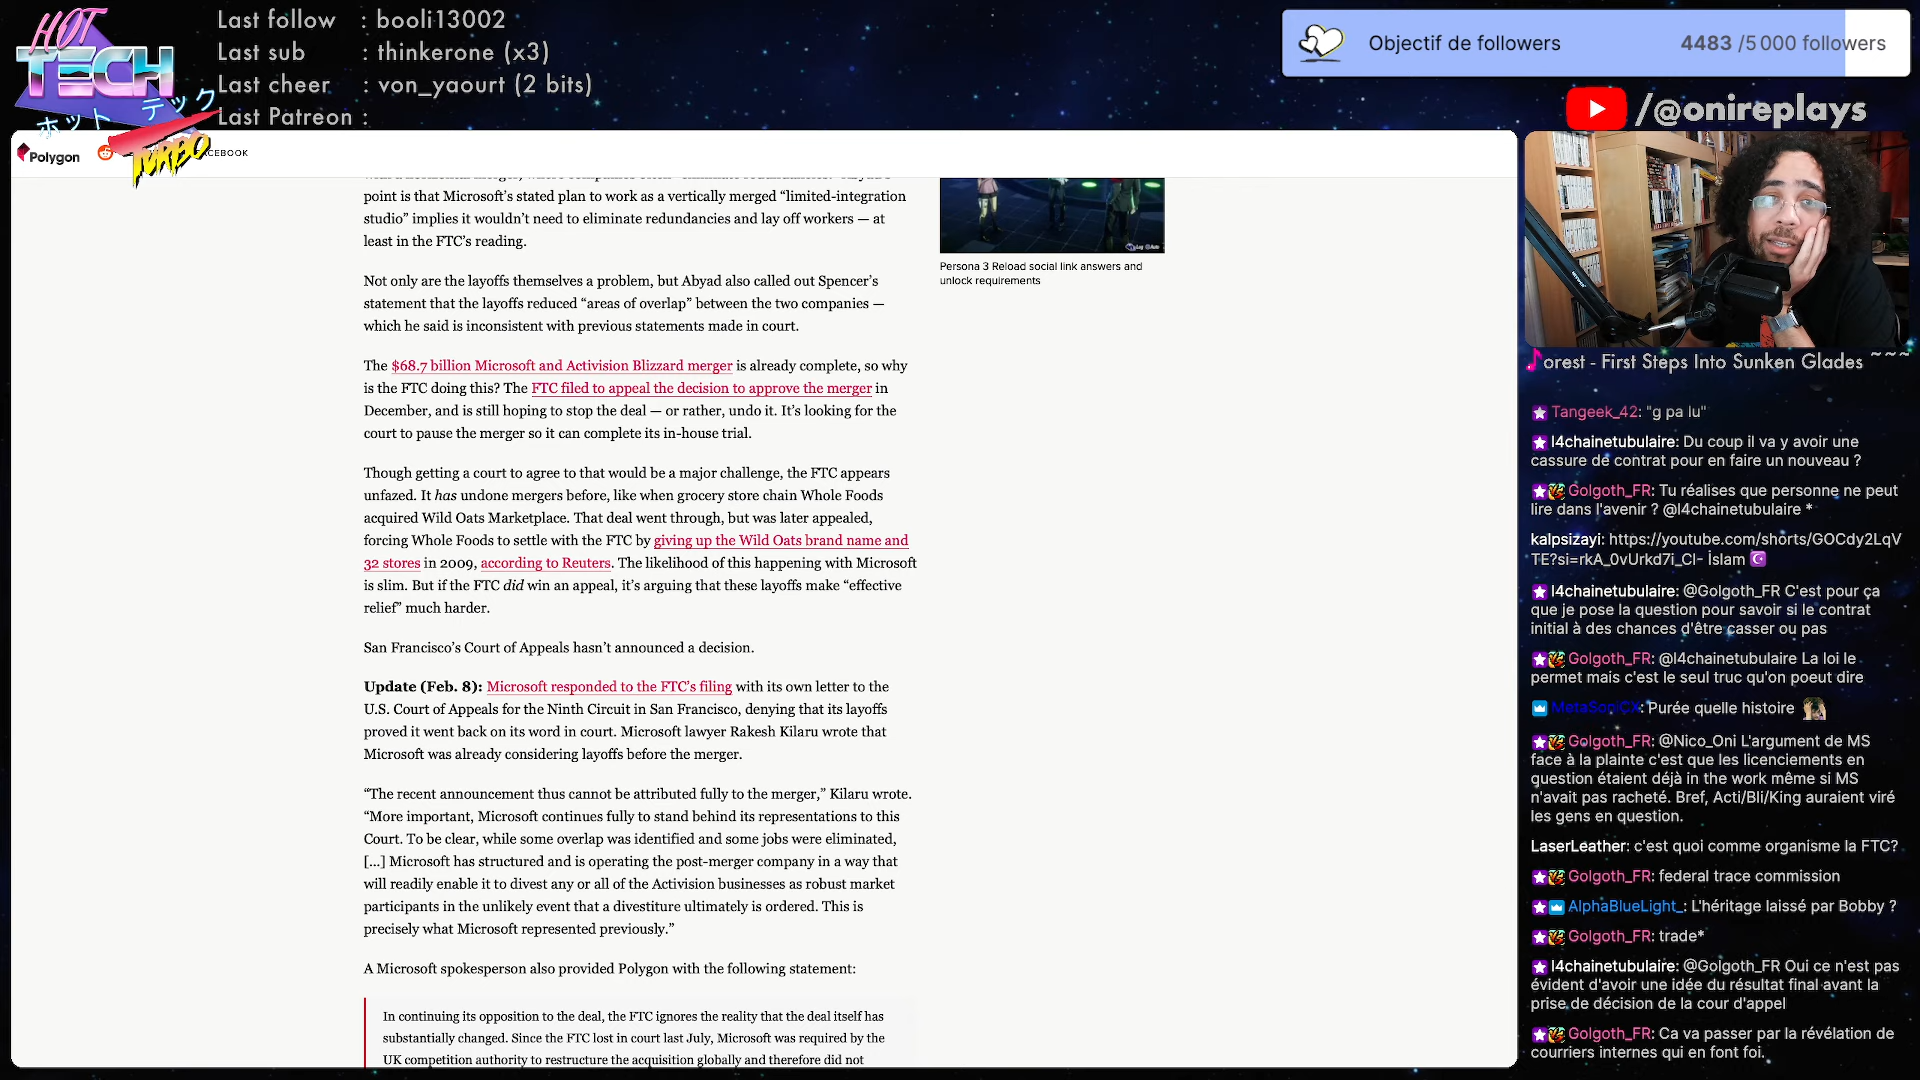 HOT
TECH
ホット テック
TURBO
Last follow : booli13002
Last sub : thinkerone (x3)
Last cheer : von_yaourt (2 bits)
Last Patreon :
Objectif de followers 4483 /5 000 followers
/@onireplays
Polygon
CEBOOK
point is that Microsoft’s stated plan to work as a vertically merged “limited-integration
studio” implies it wouldn’t need to eliminate redundancies and lay off workers — at
least in the FTC’s reading.
Not only are the layoffs themselves a problem, but Abyad also called out Spencer’s
statement that the layoffs reduced “areas of overlap” between the two companies —
which he said is inconsistent with previous statements made in court.
The $68.7 billion Microsoft and Activision Blizzard merger is already complete, so why
is the FTC doing this? The FTC filed to appeal the decision to approve the merger in
December, and is still hoping to stop the deal — or rather, undo it. It’s looking for the
court to pause the merger so it can complete its in-house trial.
Though getting a court to agree to that would be a major challenge, the FTC appears
unfazed. It has undone mergers before, like when grocery store chain Whole Foods
acquired Wild Oats Marketplace. That deal went through, but was later appealed,
forcing Whole Foods to settle with the FTC by giving up the Wild Oats brand name and
32 stores in 2009, according to Reuters. The likelihood of this happening with Microsoft
is slim. But if the FTC did win an appeal, it’s arguing that these layoffs make “effective
relief” much harder.
San Francisco’s Court of Appeals hasn’t announced a decision.
Update (Feb. 8): Microsoft responded to the FTC’s filing with its own letter to the
U.S. Court of Appeals for the Ninth Circuit in San Francisco, denying that its layoffs
proved it went back on its word in court. Microsoft lawyer Rakesh Kilaru wrote that
Microsoft was already considering layoffs before the merger.
“The recent announcement thus cannot be attributed fully to the merger,” Kilaru wrote.
“More important, Microsoft continues fully to stand behind its representations to this
Court. To be clear, while some overlap was identified and some jobs were eliminated,
[...] Microsoft has structured and is operating the post-merger company in a way that
will readily enable it to divest any or all of the Activision businesses as robust market
participants in the unlikely event that a divestiture ultimately is ordered. This is
precisely what Microsoft represented previously.”
A Microsoft spokesperson also provided Polygon with the following statement:
In continuing its opposition to the deal, the FTC ignores the reality that the deal itself has
substantially changed. Since the FTC lost in court last July, Microsoft was required by the
UK competition authority to restructure the acquisition globally and therefore did not
Persona 3 Reload social link answers and
unlock requirements
orest - First Steps Into Sunken Glades ~~~
Tangeek_42: "g pa lu"
l4chainetubulaire: Du coup il va y avoir une
cassure de contrat pour en faire un nouveau ?
Golgoth_FR: Tu réalises que personne ne peut
lire dans l'avenir ? @l4chainetubulaire *
kalpsizayi: https://youtube.com/shorts/GOCdy2LqV
TE?si=rkA_0vUrkd7i_Cl- İslam
l4chainetubulaire: @Golgoth_FR C'est pour ça
que je pose la question pour savoir si le contrat
initial à des chances d'être casser ou pas
Golgoth_FR: @l4chainetubulaire La loi le
permet mais c'est le seul truc qu'on poeut dire
MetaSoniCX: Purée quelle histoire
Golgoth_FR: @Nico_Oni L'argument de MS
face à la plainte c'est que les licenciements en
question étaient déjà in the work même si MS
n'avait pas racheté. Bref, Acti/Bli/King auraient viré
les gens en question.
LaserLeather: c'est quoi comme organisme la FTC?
Golgoth_FR: federal trace commission
AlphaBlueLight_: L'héritage laissé par Bobby ?
Golgoth_FR: trade*
l4chainetubulaire: @Golgoth_FR Oui ce n'est pas
évident d'avoir une idée du résultat final avant la
prise de décision de la cour d'appel
Golgoth_FR: Ca va passer par la révélation de
courriers internes qui en font foi.